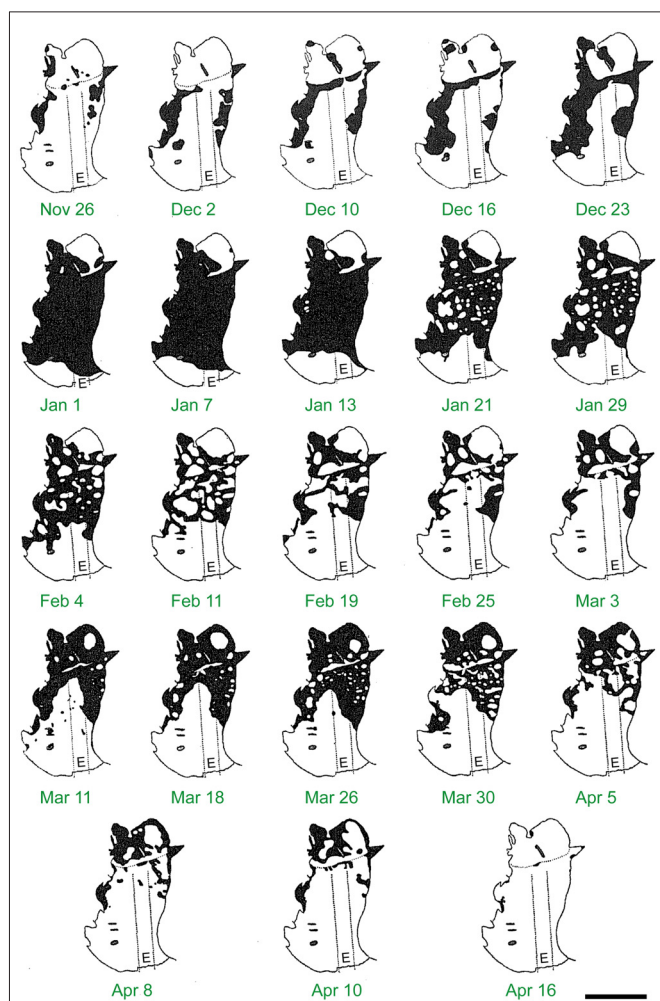 E E E E E
Nov 26 Dec 2 Dec 10 Dec 16 Dec 23
E E E E E
Jan 1 Jan 7 Jan 13 Jan 21 Jan 29
E E E E E
Feb 4 Feb 11 Feb 19 Feb 25 Mar 3
E E E E E
Mar 11 Mar 18 Mar 26 Mar 30 Apr 5
E E E
Apr 8 Apr 10 Apr 16